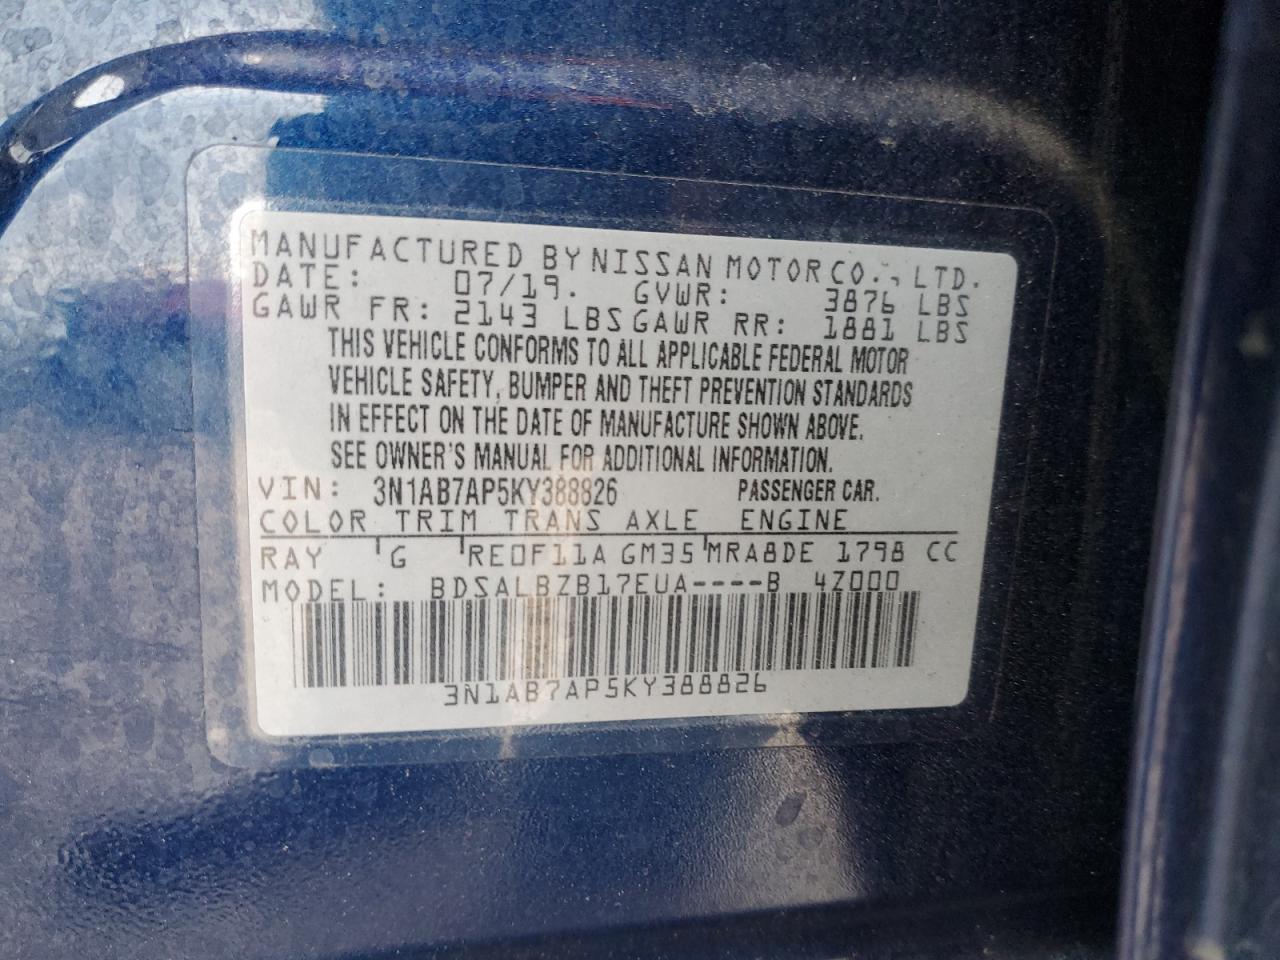 MANUFACTURED BY NISSAN MOTOR CO., LTD.
DATE: 07/19. GVWR: 3876 LBS
GAWR FR: 2143 LBS GAWR RR: 1881 LBS
THIS VEHICLE CONFORMS TO ALL APPLICABLE FEDERAL MOTOR
VEHICLE SAFETY, BUMPER AND THEFT PREVENTION STANDARDS
IN EFFECT ON THE DATE OF MANUFACTURE SHOWN ABOVE.
SEE OWNER'S MANUAL FOR ADDITIONAL INFORMATION.
VIN: 3N1AB7AP5KY388826 PASSENGER CAR.
COLOR TRIM TRANS AXLE ENGINE
RAY G RE0F11A GM35 MRA8DE 1798 CC
MODEL: BDSALBZB17EUA----B 4Z000
3N1AB7AP5KY388826